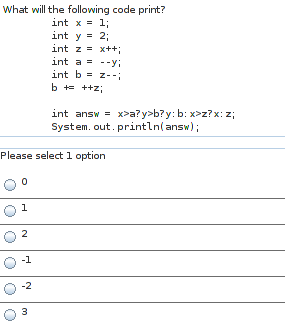 What will the following code print?
int x = 1;
int y = 2;
int z = x++;
int a = --y;
int b = z--;
b += ++z;
int answ = x>a?y>b?y:b:x>z?x:z;
System.out.println(answ);
Please select 1 option
0
1
2
-1
-2
3